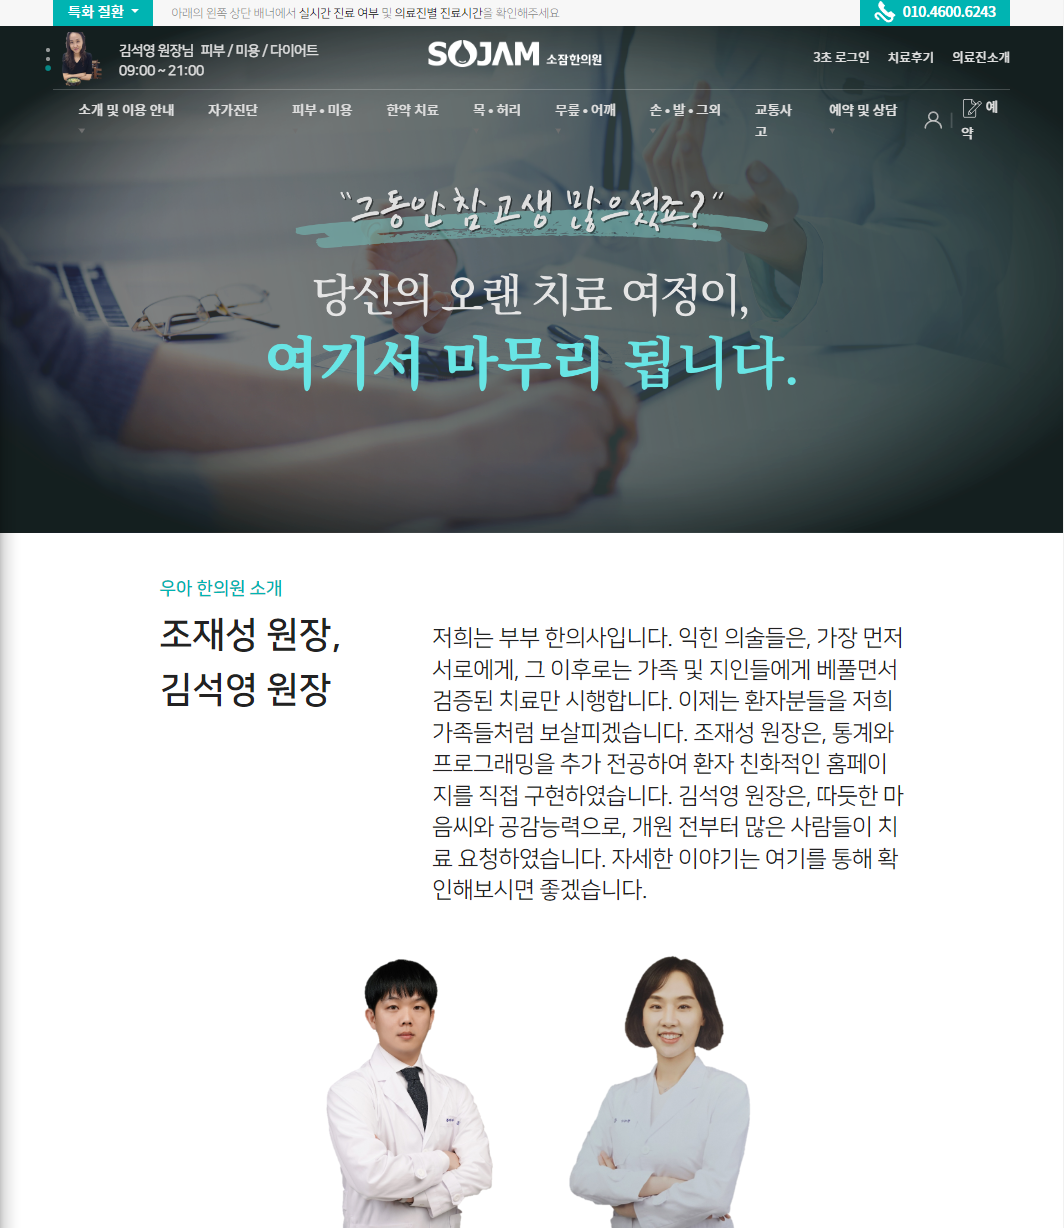 특화 질환
아래의 왼쪽 상단 배너에서 실시간 진료 여부 및 의료진별 진료시간을 확인해주세요
010.4600.6243
김석영 원장님 피부 / 미용 / 다이어트
09:00 ~ 21:00
SOJAM 소잠한의원
3초 로그인 치료후기 의료진소개
소개 및 이용 안내 자가진단 피부 • 미용 한약 치료 목 • 허리 무릎 • 어깨 손 • 발 • 그외 교통사 예약 및 상담 예
고 약
"그동안 참 고생 많으셨죠?"
당신의 오랜 치료 여정이,
여기서 마무리 됩니다.
우아 한의원 소개
조재성 원장,
김석영 원장
저희는 부부 한의사입니다. 익힌 의술들은, 가장 먼저
서로에게, 그 이후로는 가족 및 지인들에게 베풀면서
검증된 치료만 시행합니다. 이제는 환자분들을 저희
가족들처럼 보살피겠습니다. 조재성 원장은, 통계와
프로그래밍을 추가 전공하여 환자 친화적인 홈페이
지를 직접 구현하였습니다. 김석영 원장은, 따듯한 마
음씨와 공감능력으로, 개원 전부터 많은 사람들이 치
료 요청하였습니다. 자세한 이야기는 여기를 통해 확
인해보시면 좋겠습니다.